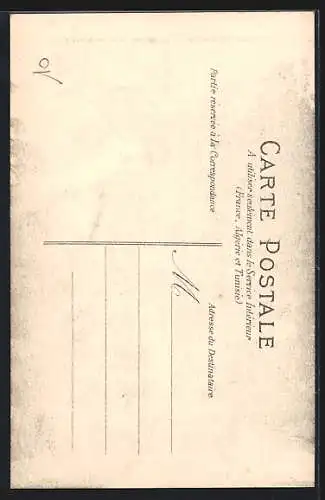 CARTE POSTALE
A utiliser seulement dans le Service Intérieur
(France, Algérie et Tunisie)
Partie réservée à la Correspondance
Adresse du Destinataire
M